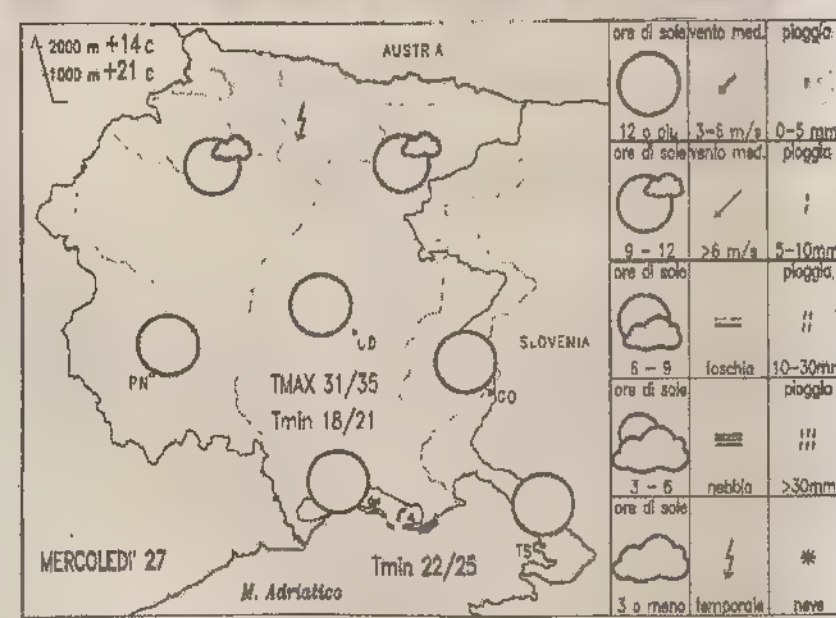 2000 m +14 c
1000 m +21 c
AUSTRIA
UD
PN
SLOVENIA
GO
TMAX 31/35
Tmin 18/21
TS
MERCOLEDI' 27
M. Adriatico
Tmin 22/25
ore di sole vento med. pioggia
12 o piu 3-6 m/s 0-5 mm
ore di sole vento med. pioggia
9 - 12 >6 m/s 5-10mm
ore di sole pioggia
6 - 9 foschia 10-30mm
ore di sole pioggia
3 - 6 nebbia >30mm
ore di sole
3 o meno temporale neve